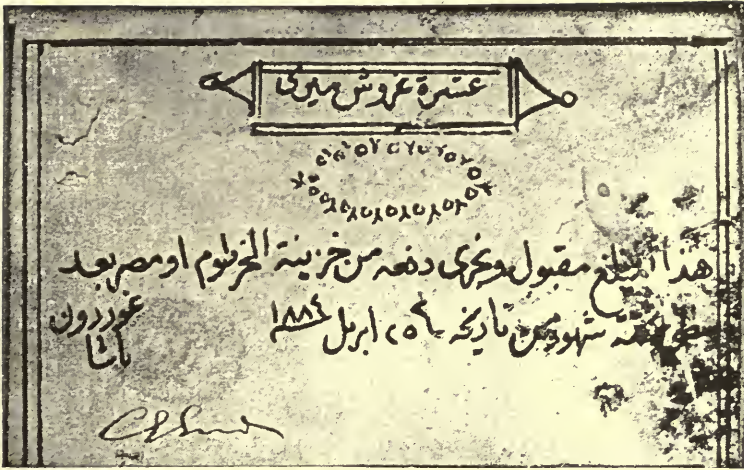 عشرة غروش ميرى
هذا المبلغ مقبول ويجرى دفعه من خزينة الخرطوم او مصر بعد
مضى ستة شهور من تاريخه ٢٥ ابريل ١٨٨٤
غوردون
باشا